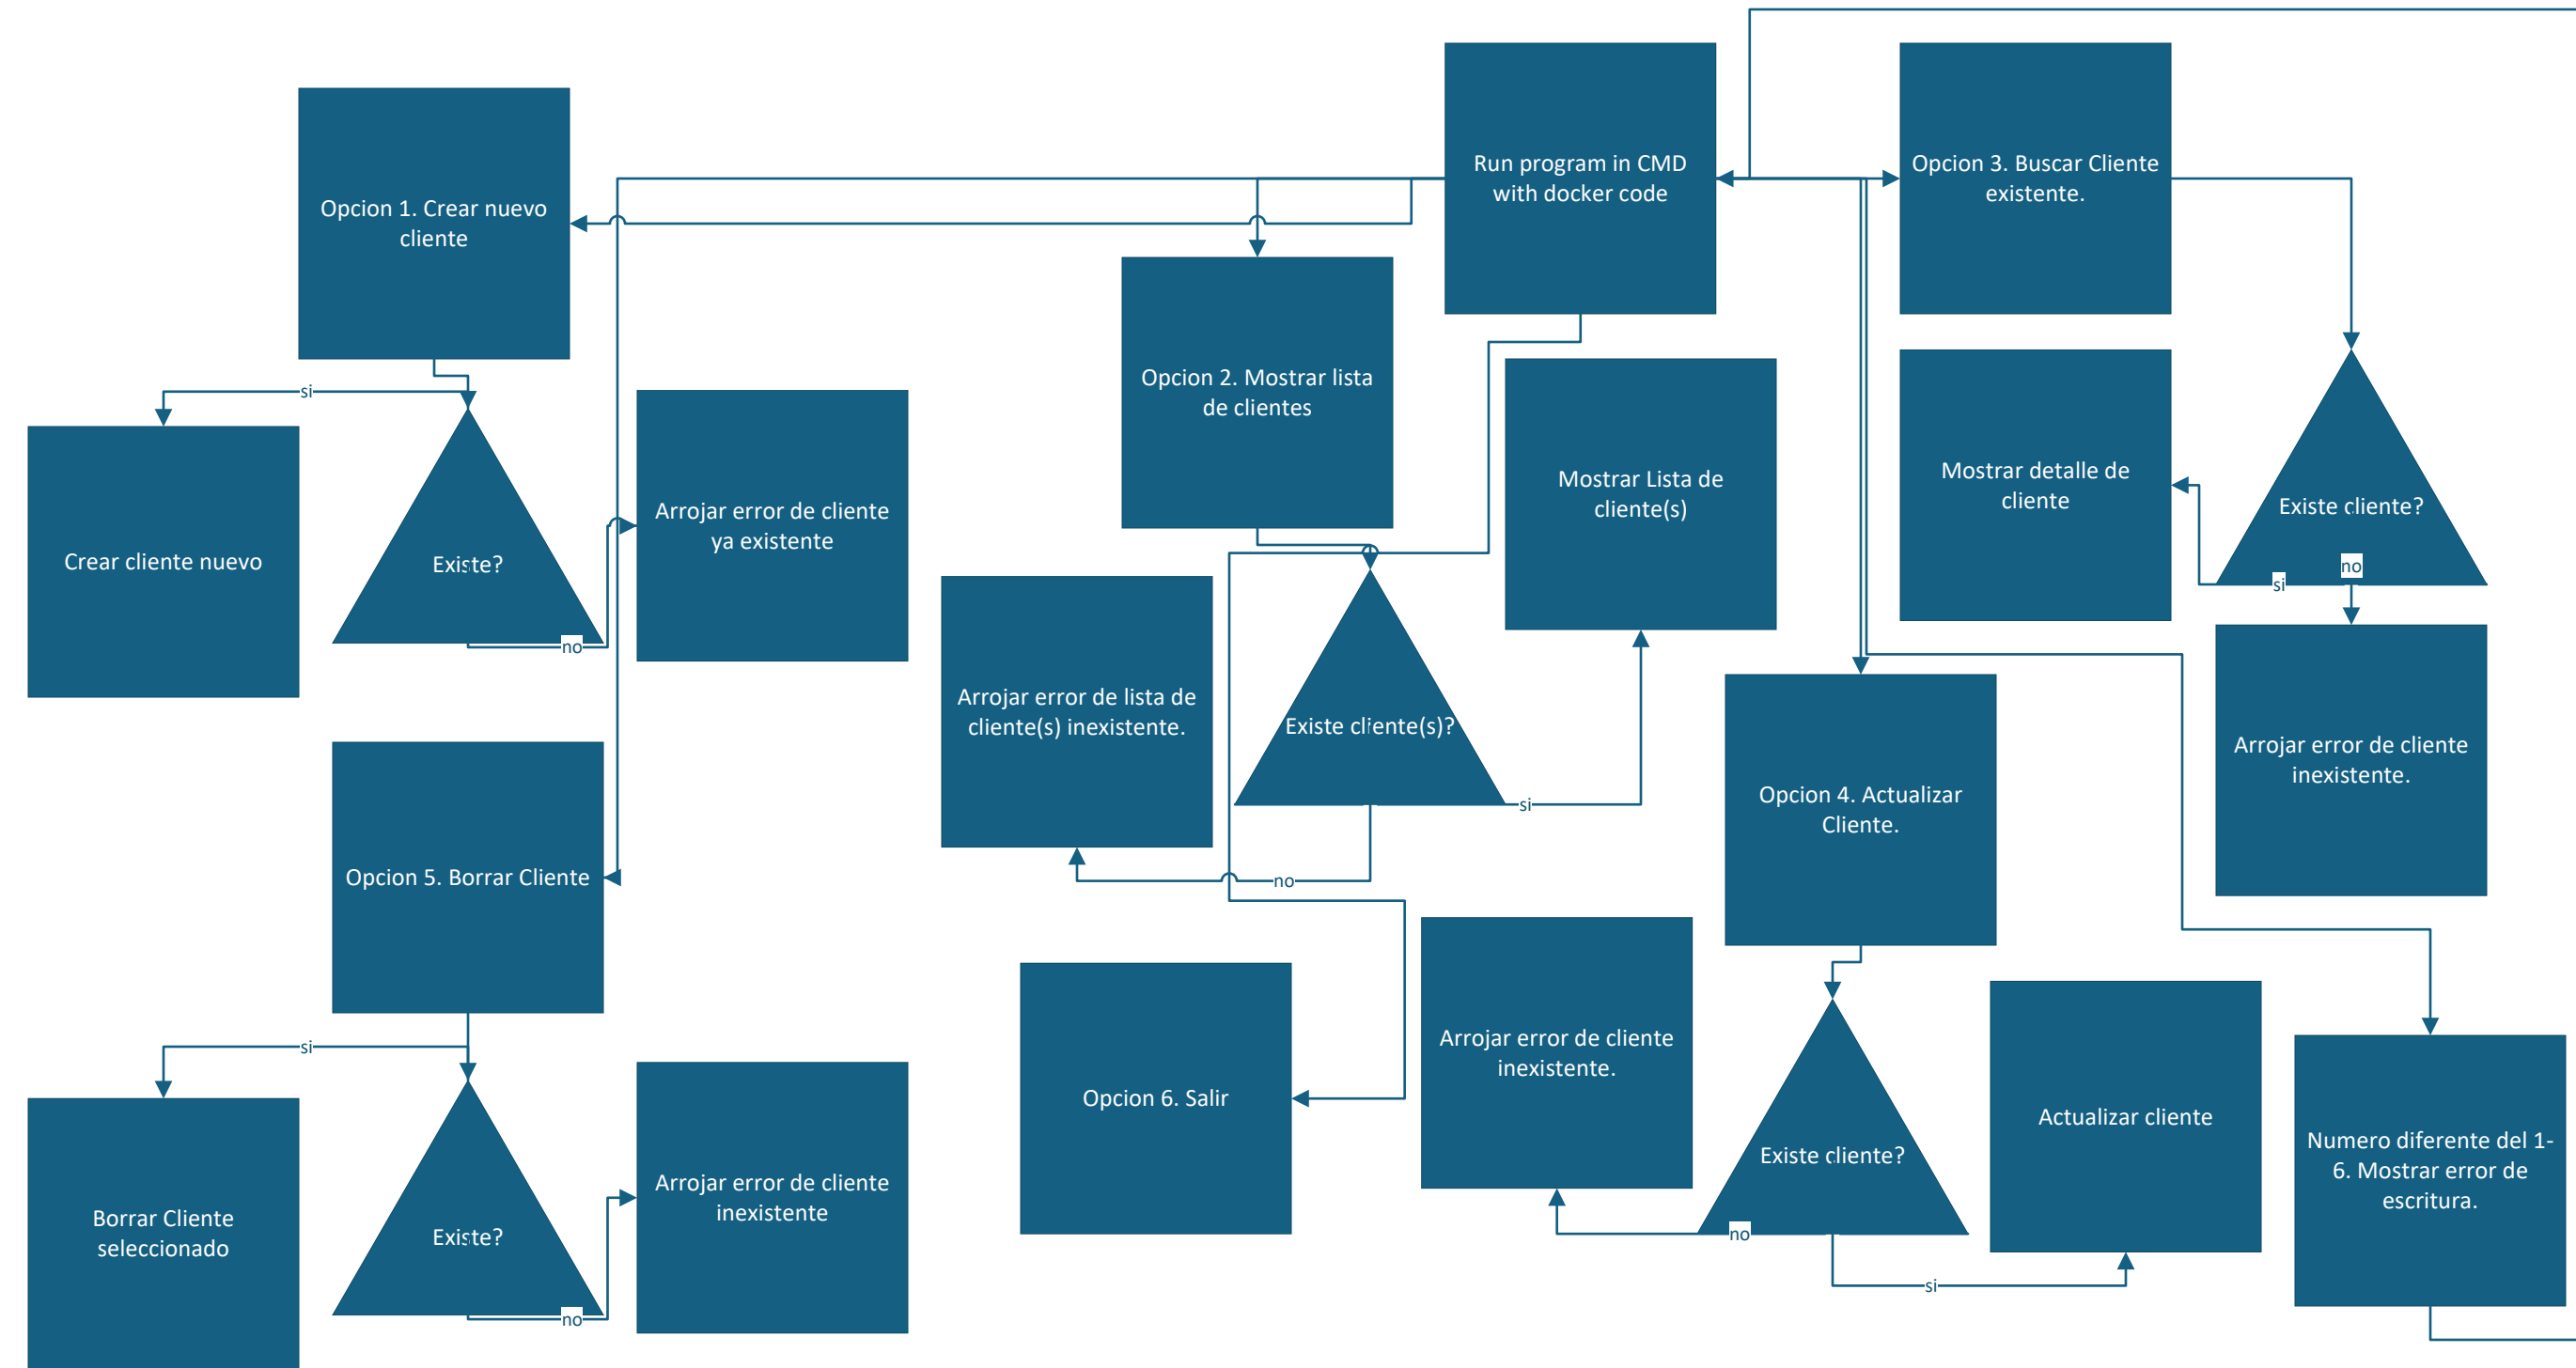 Run program in CMD
with docker code
Opcion 3. Buscar Cliente
existente.
Opcion 1. Crear nuevo
cliente
Opcion 2. Mostrar lista
de clientes
si
Mostrar Lista de
cliente(s)
Mostrar detalle de
cliente
Existe cliente?
no
si
Arrojar error de cliente
ya existente
Crear cliente nuevo
Existe?
no
Arrojar error de lista de
cliente(s) inexistente.
Existe cliente(s)?
si
no
Arrojar error de cliente
inexistente.
Opcion 4. Actualizar
Cliente.
Opcion 5. Borrar Cliente
si
Arrojar error de cliente
inexistente.
Opcion 6. Salir
Existe cliente?
no
si
Actualizar cliente
Numero diferente del 1-
6. Mostrar error de
escritura.
Arrojar error de cliente
inexistente
Borrar Cliente
seleccionado
Existe?
no